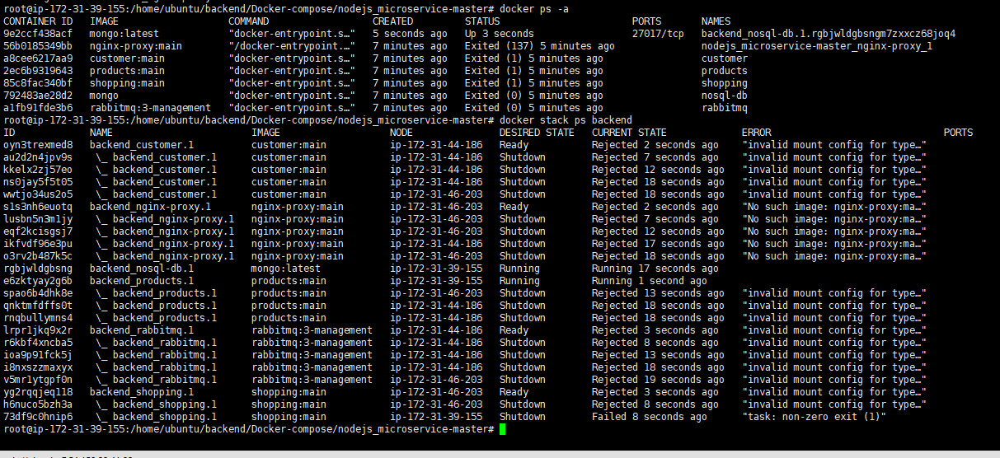 root@ip-172-31-39-155:/home/ubuntu/backend/Docker-compose/nodejs_microservice-master# docker ps -a
CONTAINER ID   IMAGE                   COMMAND                  CREATED         STATUS                       PORTS       NAMES
9e2ccf438acf   mongo:latest            "docker-entrypoint.s…"   5 seconds ago   Up 3 seconds                 27017/tcp   backend_nosql-db.1.rgbjwldgbsngm7zxxcz68joq4
56b0185349bb   nginx-proxy:main        "/docker-entrypoint.…"   7 minutes ago   Exited (137) 5 minutes ago               nodejs_microservice-master_nginx-proxy_1
a8cee6217aa9   customer:main           "docker-entrypoint.s…"   7 minutes ago   Exited (1) 5 minutes ago                 customer
2ec6b9319643   products:main           "docker-entrypoint.s…"   7 minutes ago   Exited (1) 5 minutes ago                 products
85c8fac340bf   shopping:main           "docker-entrypoint.s…"   7 minutes ago   Exited (1) 5 minutes ago                 shopping
792483ae28d2   mongo                   "docker-entrypoint.s…"   7 minutes ago   Exited (0) 5 minutes ago                 nosql-db
a1fb91fde3b6   rabbitmq:3-management   "docker-entrypoint.s…"   7 minutes ago   Exited (0) 5 minutes ago                 rabbitmq
root@ip-172-31-39-155:/home/ubuntu/backend/Docker-compose/nodejs_microservice-master# docker stack ps backend
ID             NAME                        IMAGE                   NODE               DESIRED STATE   CURRENT STATE             ERROR                              PORTS
oyn3trexmed8   backend_customer.1          customer:main           ip-172-31-44-186   Ready           Rejected 2 seconds ago    "invalid mount config for type…"
au2d2n4jpv9s    \_ backend_customer.1      customer:main           ip-172-31-44-186   Shutdown        Rejected 7 seconds ago    "invalid mount config for type…"
kkelx2zj57eo    \_ backend_customer.1      customer:main           ip-172-31-44-186   Shutdown        Rejected 12 seconds ago   "invalid mount config for type…"
ns0jay5f5t05    \_ backend_customer.1      customer:main           ip-172-31-44-186   Shutdown        Rejected 18 seconds ago   "invalid mount config for type…"
wwtjo34us2o5    \_ backend_customer.1      customer:main           ip-172-31-46-203   Shutdown        Rejected 18 seconds ago   "invalid mount config for type…"
s1s3nh6euotq   backend_nginx-proxy.1       nginx-proxy:main        ip-172-31-46-203   Ready           Rejected 2 seconds ago    "No such image: nginx-proxy:ma…"
lusbn5n3m1jy    \_ backend_nginx-proxy.1   nginx-proxy:main        ip-172-31-46-203   Shutdown        Rejected 7 seconds ago    "No such image: nginx-proxy:ma…"
eqf2kcisgsj7    \_ backend_nginx-proxy.1   nginx-proxy:main        ip-172-31-46-203   Shutdown        Rejected 12 seconds ago   "No such image: nginx-proxy:ma…"
ikfvdf96e3pu    \_ backend_nginx-proxy.1   nginx-proxy:main        ip-172-31-44-186   Shutdown        Rejected 17 seconds ago   "No such image: nginx-proxy:ma…"
o3rv2b487k5c    \_ backend_nginx-proxy.1   nginx-proxy:main        ip-172-31-46-203   Shutdown        Rejected 18 seconds ago   "No such image: nginx-proxy:ma…"
rgbjwldgbsng   backend_nosql-db.1          mongo:latest            ip-172-31-39-155   Running         Running 17 seconds ago
e6zktyay2g6b   backend_products.1          products:main           ip-172-31-39-155   Running         Running 1 second ago
spao6b4dhk8e    \_ backend_products.1      products:main           ip-172-31-46-203   Shutdown        Rejected 13 seconds ago   "invalid mount config for type…"
qnktmfdffs0t    \_ backend_products.1      products:main           ip-172-31-44-186   Shutdown        Rejected 18 seconds ago   "invalid mount config for type…"
rnqbullymns4    \_ backend_products.1      products:main           ip-172-31-46-203   Shutdown        Rejected 18 seconds ago   "invalid mount config for type…"
lrpr1jkq9x2r   backend_rabbitmq.1          rabbitmq:3-management   ip-172-31-44-186   Ready           Rejected 3 seconds ago    "invalid mount config for type…"
r6kbf4xncba5    \_ backend_rabbitmq.1      rabbitmq:3-management   ip-172-31-44-186   Shutdown        Rejected 8 seconds ago    "invalid mount config for type…"
ioa9p91fck5j    \_ backend_rabbitmq.1      rabbitmq:3-management   ip-172-31-46-203   Shutdown        Rejected 13 seconds ago   "invalid mount config for type…"
i8nxszzmaxyx    \_ backend_rabbitmq.1      rabbitmq:3-management   ip-172-31-44-186   Shutdown        Rejected 18 seconds ago   "invalid mount config for type…"
v5mr1ytgpf0n    \_ backend_rabbitmq.1      rabbitmq:3-management   ip-172-31-46-203   Shutdown        Rejected 19 seconds ago   "invalid mount config for type…"
yg2rqqjeq1l8   backend_shopping.1          shopping:main           ip-172-31-46-203   Ready           Rejected 3 seconds ago    "invalid mount config for type…"
h6nuco5bzh3a    \_ backend_shopping.1      shopping:main           ip-172-31-46-203   Shutdown        Rejected 8 seconds ago    "invalid mount config for type…"
73df9c0hnip6    \_ backend_shopping.1      shopping:main           ip-172-31-39-155   Shutdown        Failed 8 seconds ago      "task: non-zero exit (1)"
root@ip-172-31-39-155:/home/ubuntu/backend/Docker-compose/nodejs_microservice-master#